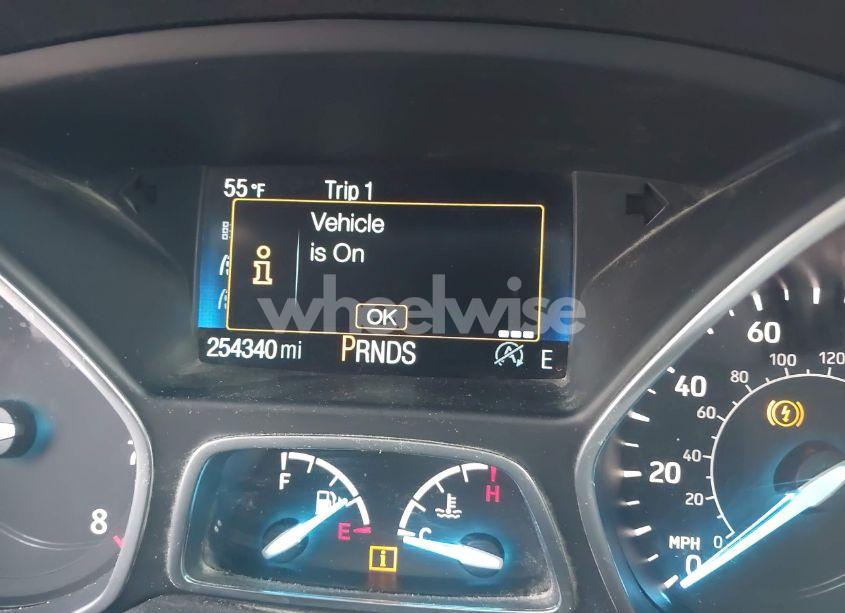 55°F Trip 1
Vehicle
is On
i
wheelwise
OK
254340 mi PRNDS A E
60
40
20
0
MPH
120
100
80
60
40
20
0
F
E
H
C
i
7
8